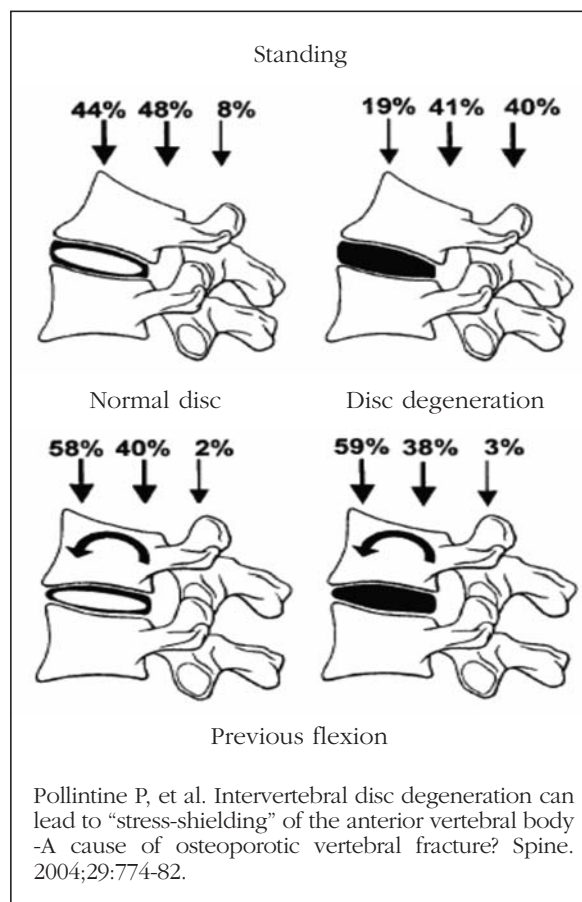 Standing
44% 48% 8% 19% 41% 40%
Normal disc Disc degeneration
58% 40% 2% 59% 38% 3%
Previous flexion
Pollintine P, et al. Intervertebral disc degeneration can
lead to “stress-shielding” of the anterior vertebral body
-A cause of osteoporotic vertebral fracture? Spine.
2004;29:774-82.